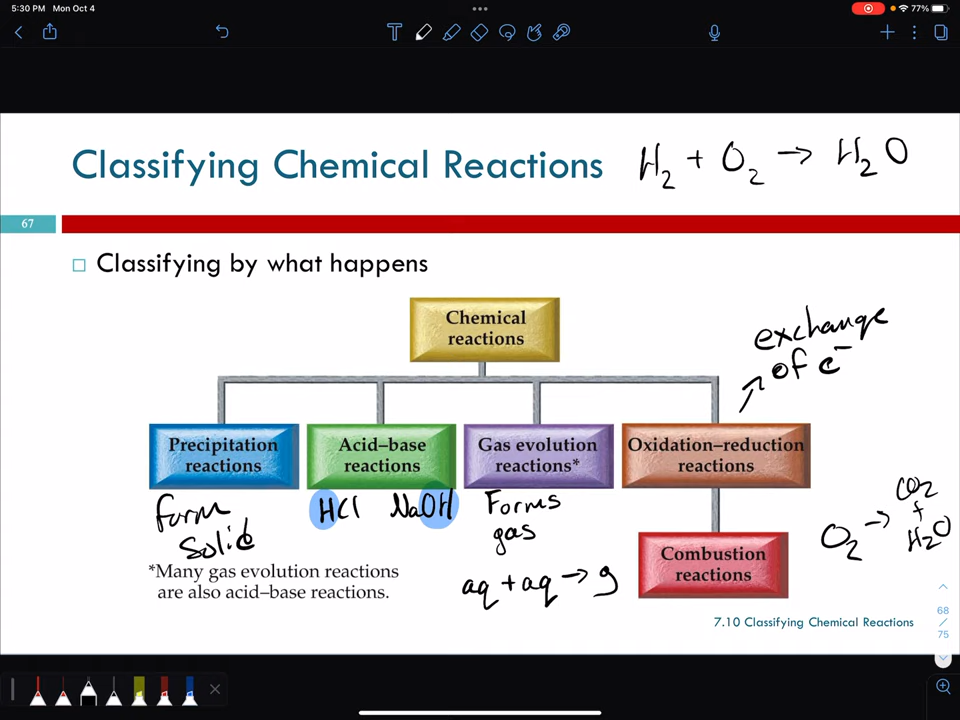 5:30 PM Mon Oct 4
77%
T
Classifying Chemical Reactions
H2 + O2 → H2O
67
Classifying by what happens
Chemical
reactions
exchange
of e-
Precipitation
reactions
Acid–base
reactions
Gas evolution
reactions*
Oxidation–reduction
reactions
Form
Solid
HCl NaOH
Forms
gas
O2 → CO2
+
H2O
Combustion
reactions
*Many gas evolution reactions
are also acid–base reactions.
aq + aq → g
7.10 Classifying Chemical Reactions
68
/
75